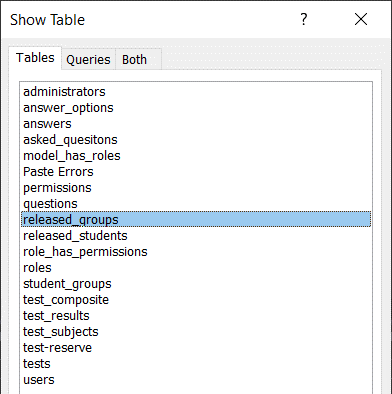 Show Table ?
Tables Queries Both
administrators
answer_options
answers
asked_quesitons
model_has_roles
Paste Errors
permissions
questions
released_groups
released_students
role_has_permissions
roles
student_groups
test_composite
test_results
test_subjects
test-reserve
tests
users